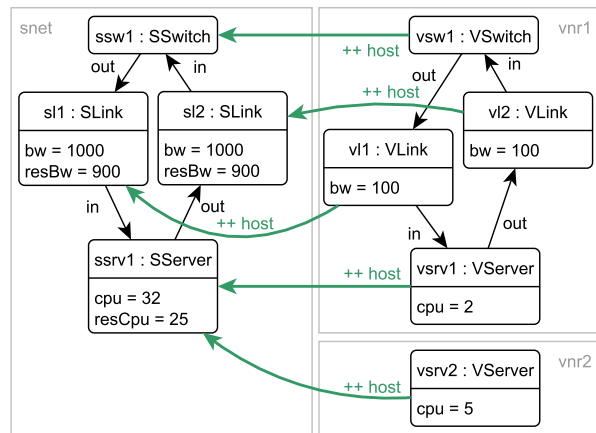 snet
ssw1 : SSwitch
out
in
sl1 : SLink
bw = 1000
resBw = 900
sl2 : SLink
bw = 1000
resBw = 900
in
out
ssrv1 : SServer
cpu = 32
resCpu = 25
vnr1
vsw1 : VSwitch
++ host
out
in
++ host
vl2 : VLink
bw = 100
vl1 : VLink
bw = 100
++ host
in
out
vsrv1 : VServer
cpu = 2
++ host
vnr2
vsrv2 : VServer
cpu = 5
++ host